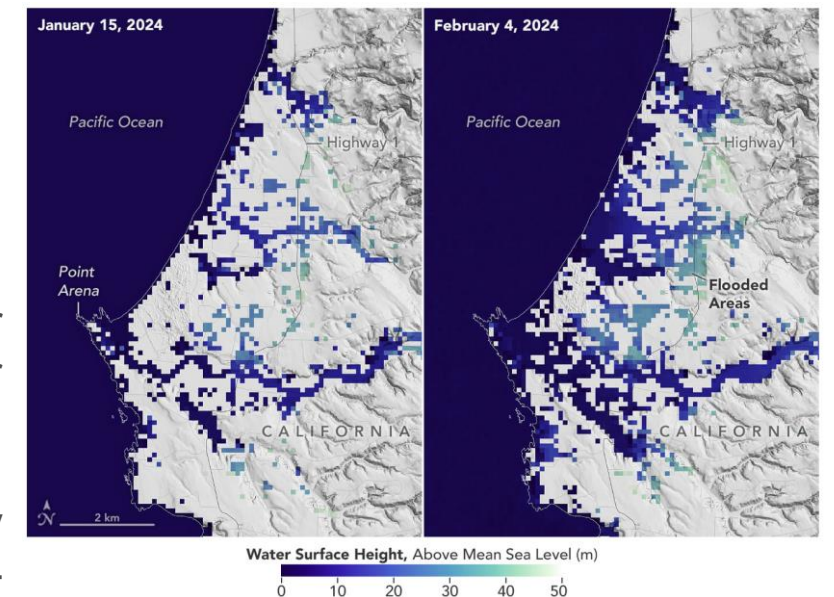 January 15, 2024
Pacific Ocean
Highway 1
Point
Arena
CALIFORNIA
N
2 km
February 4, 2024
Pacific Ocean
Highway 1
Flooded
Areas
CALIFORNIA
Water Surface Height, Above Mean Sea Level (m)
0 10 20 30 40 50